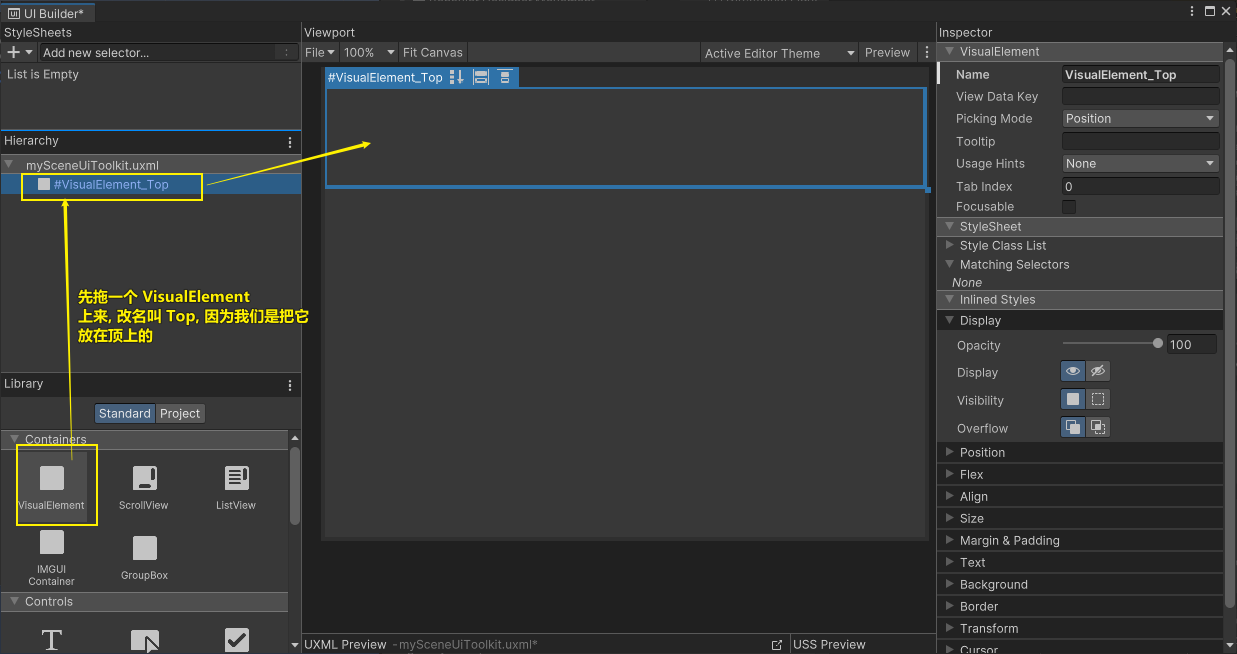 UI Builder*
StyleSheets
Add new selector...
List is Empty
Hierarchy
mySceneUiToolkit.uxml
#VisualElement_Top
先拖一个 VisualElement
上来, 改名叫 Top, 因为我们是把它
放在顶上的
Library
Standard
Project
Containers
VisualElement
ScrollView
ListView
IMGUI
Container
GroupBox
Controls
Viewport
File
100%
Fit Canvas
Active Editor Theme
Preview
#VisualElement_Top
UXML Preview
- mySceneUiToolkit.uxml*
USS Preview
Inspector
VisualElement
Name
VisualElement_Top
View Data Key
Picking Mode
Position
Tooltip
Usage Hints
None
Tab Index
0
Focusable
StyleSheet
Style Class List
Matching Selectors
None
Inlined Styles
Display
Opacity
100
Display
Visibility
Overflow
Position
Flex
Align
Size
Margin & Padding
Text
Background
Border
Transform
Cursor